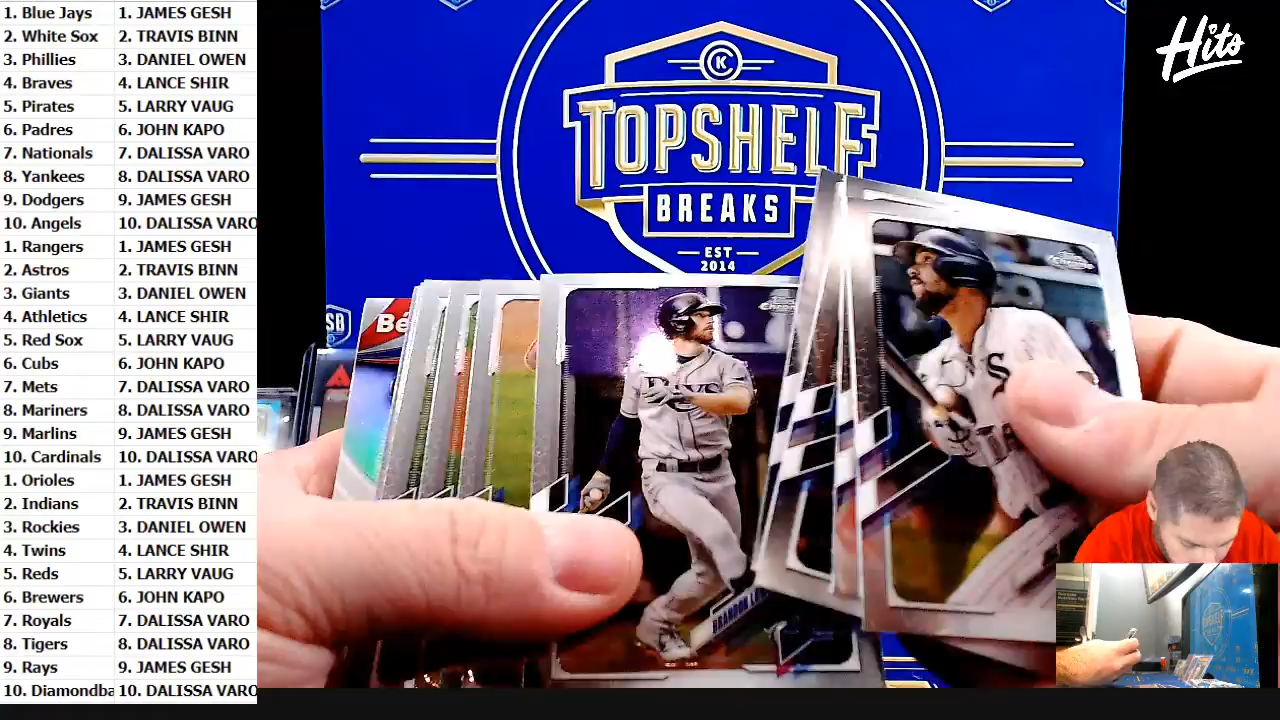 1. Blue Jays 1. JAMES GESH
2. White Sox 2. TRAVIS BINN
3. Phillies 3. DANIEL OWEN
4. Braves 4. LANCE SHIR
5. Pirates 5. LARRY VAUG
6. Padres 6. JOHN KAPO
7. Nationals 7. DALISSA VARO
8. Yankees 8. DALISSA VARO
9. Dodgers 9. JAMES GESH
10. Angels 10. DALISSA VARO
1. Rangers 1. JAMES GESH
2. Astros 2. TRAVIS BINN
3. Giants 3. DANIEL OWEN
4. Athletics 4. LANCE SHIR
5. Red Sox 5. LARRY VAUG
6. Cubs 6. JOHN KAPO
7. Mets 7. DALISSA VARO
8. Mariners 8. DALISSA VARO
9. Marlins 9. JAMES GESH
10. Cardinals 10. DALISSA VARO
1. Orioles 1. JAMES GESH
2. Indians 2. TRAVIS BINN
3. Rockies 3. DANIEL OWEN
4. Twins 4. LANCE SHIR
5. Reds 5. LARRY VAUG
6. Brewers 6. JOHN KAPO
7. Royals 7. DALISSA VARO
8. Tigers 8. DALISSA VARO
9. Rays 9. JAMES GESH
10. Diamondba 10. DALISSA VARO
CK
TOPSHELF
BREAKS
EST
2014
Hits
SB
Be
Rays
BRANDON
TOPSHELF